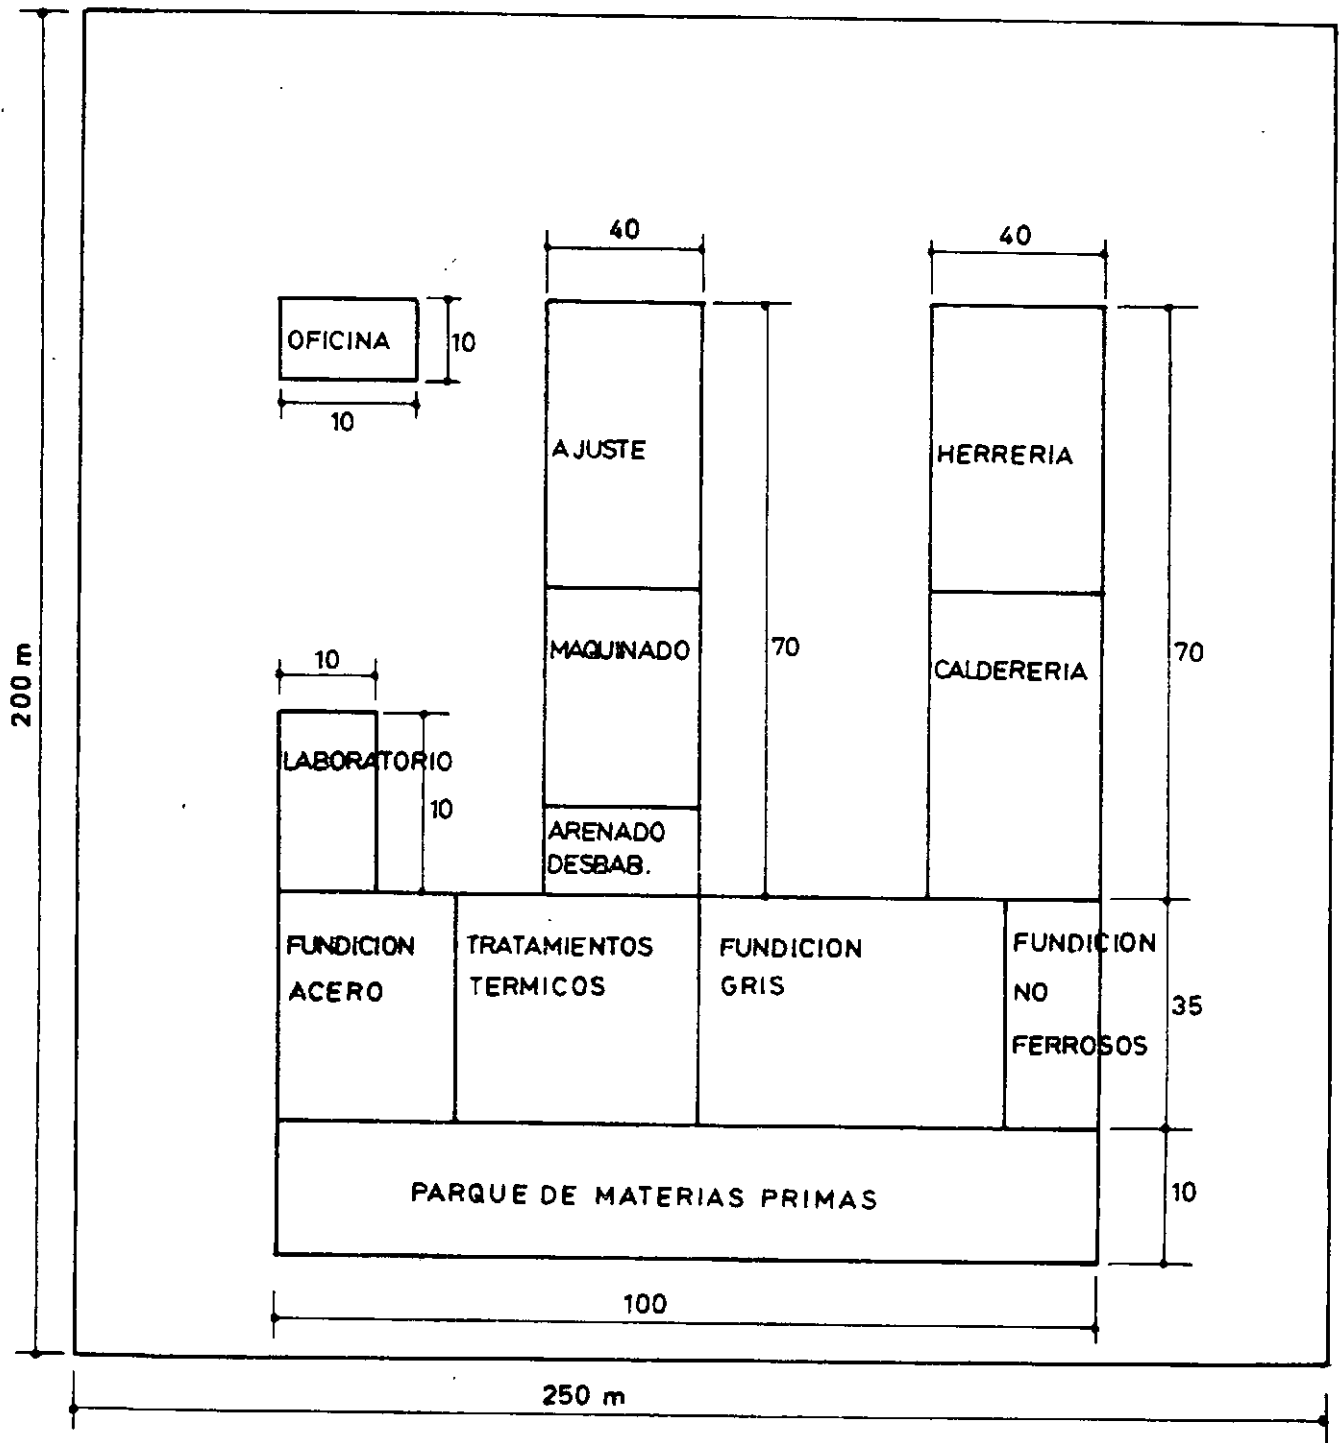 40
40
OFICINA
10
10
AJUSTE
HERRERIA
200 m
MAQUINADO
70
CALDERERIA
70
10
LABORATORIO
10
ARENADO
DESBAB.
FUNDICION
ACERO
TRATAMIENTOS
TERMICOS
FUNDICION
GRIS
FUNDICION
NO
FERROSOS
35
PARQUE DE MATERIAS PRIMAS
10
100
250 m